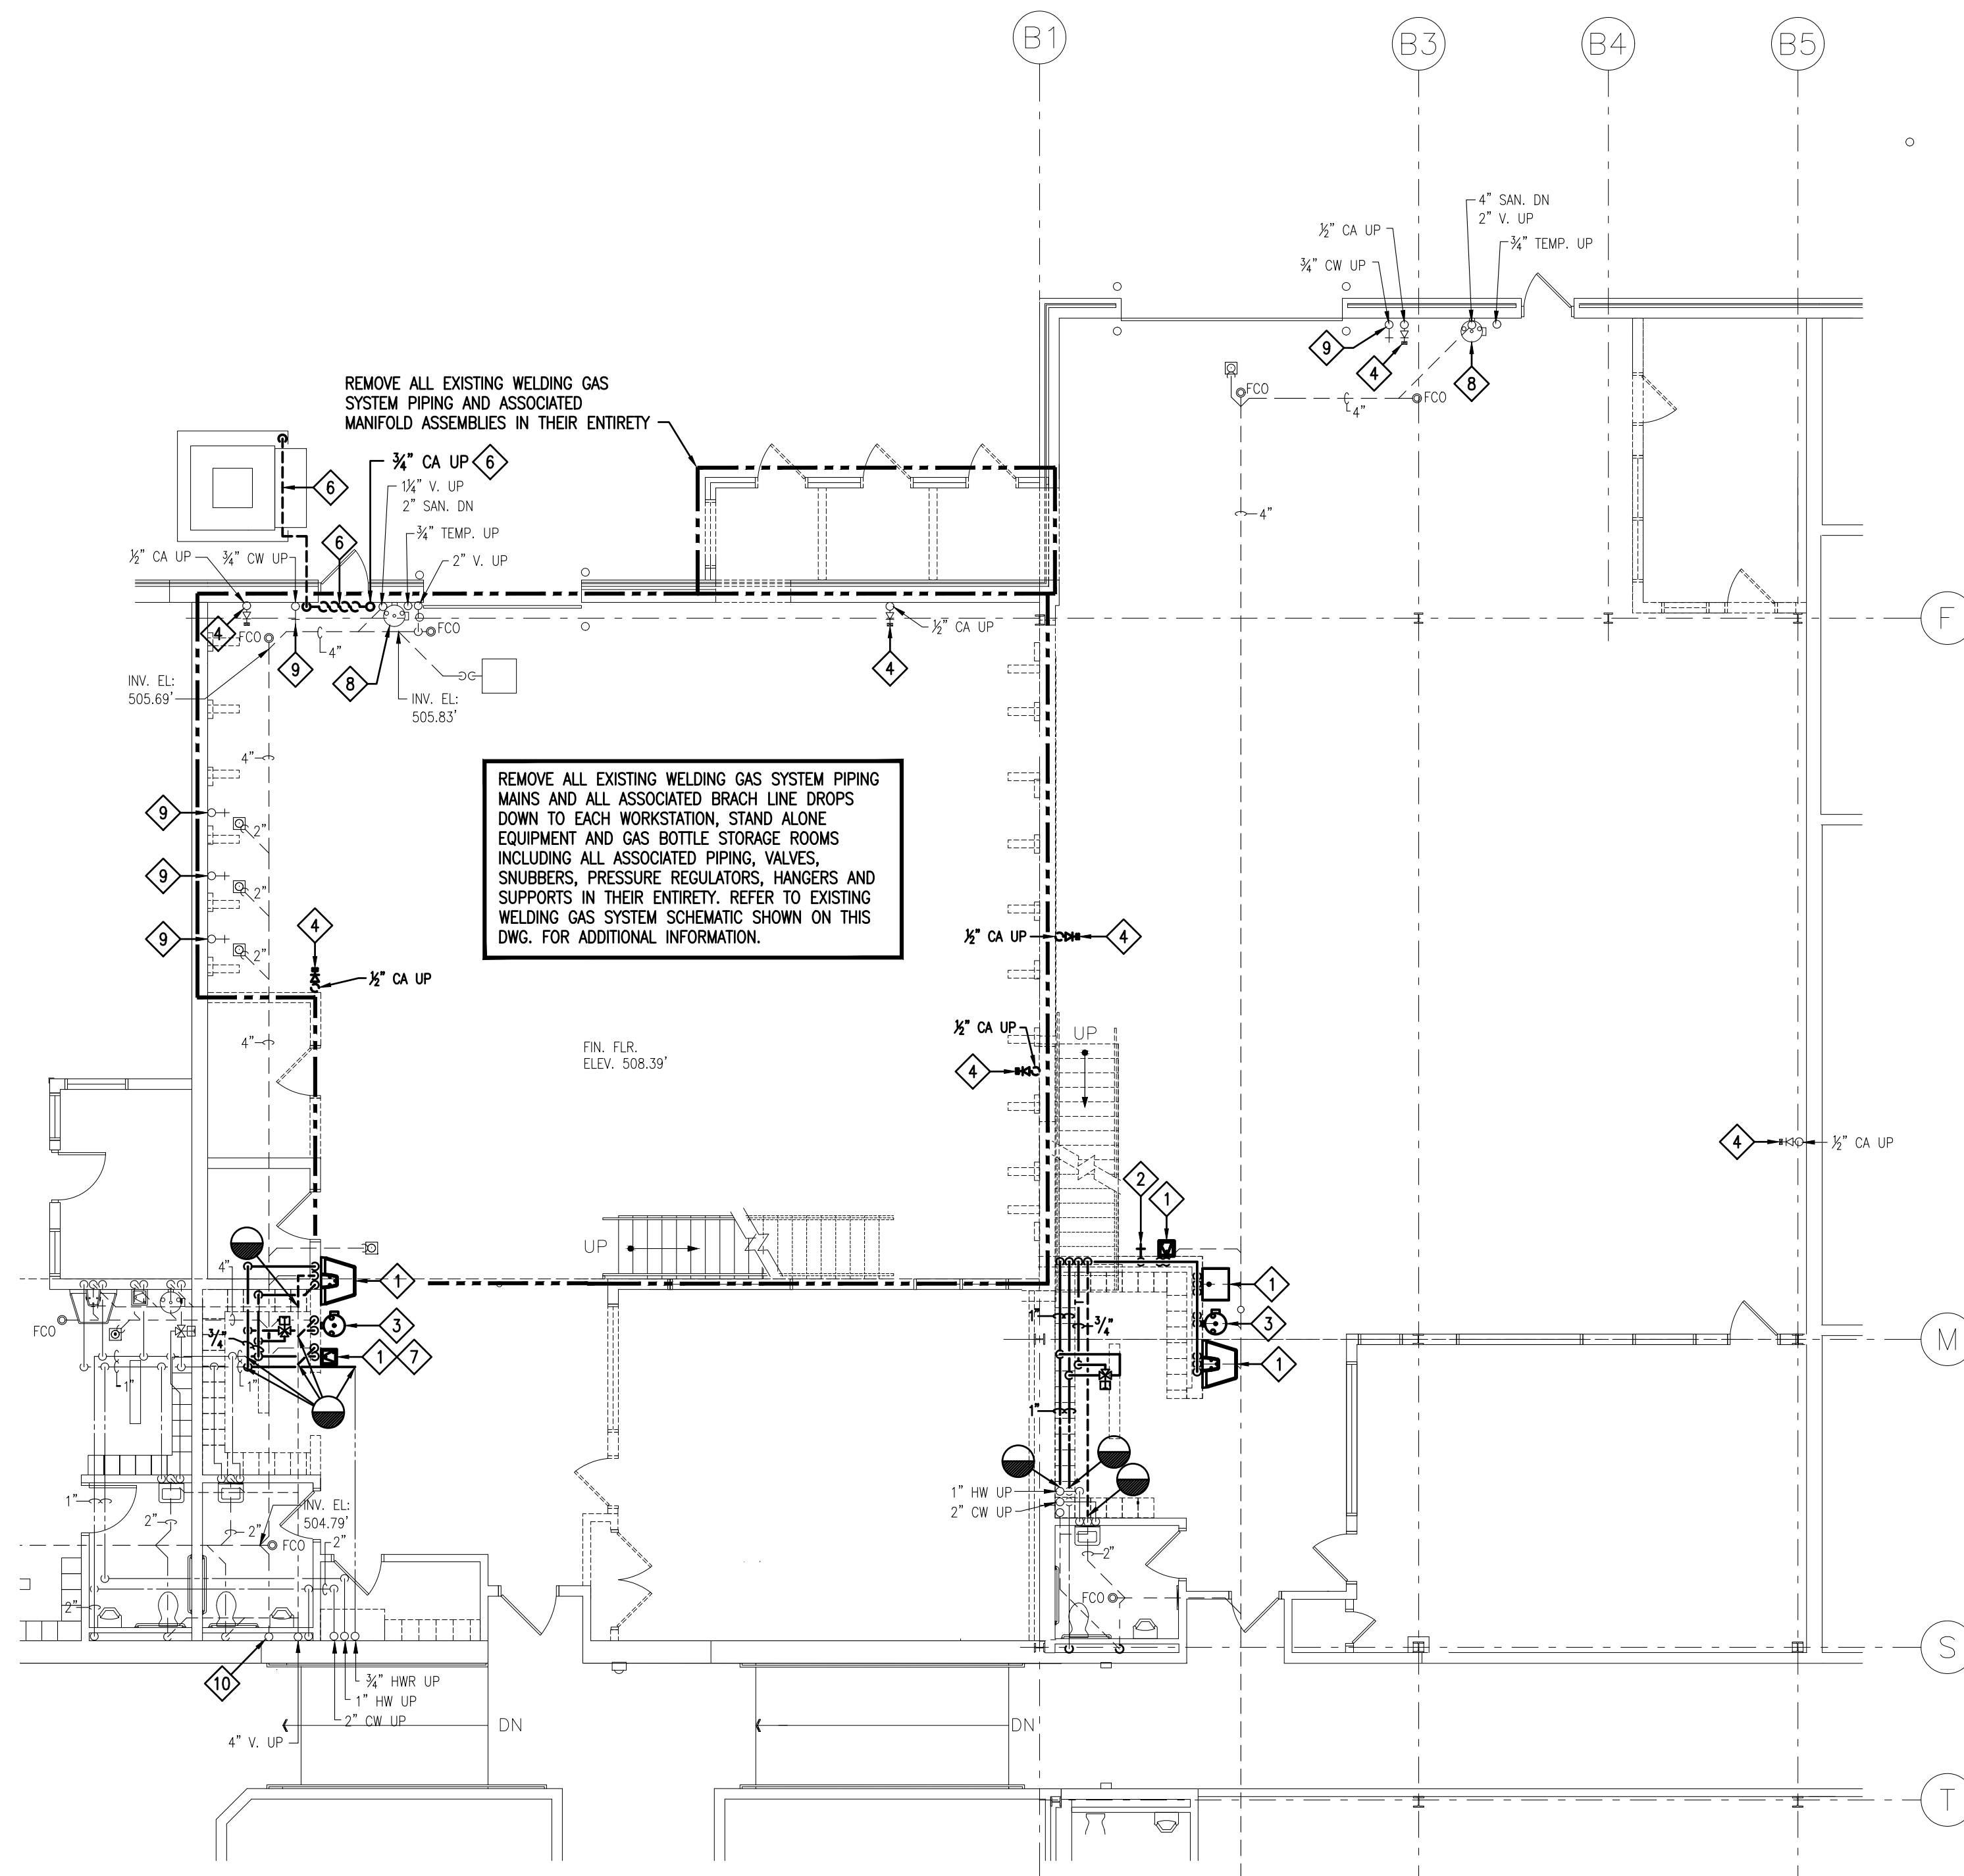 B1
B3
B4
B5
4" SAN. DN
2" V. UP
½" CA UP
¾" TEMP. UP
¾" CW UP
9
4
8
FCO
FCO
4"
REMOVE ALL EXISTING WELDING GAS
SYSTEM PIPING AND ASSOCIATED
MANIFOLD ASSEMBLIES IN THEIR ENTIRETY
¾" CA UP
6
6
1¼" V. UP
2" SAN. DN
4"
6
¾" TEMP. UP
½" CA UP
¾" CW UP
2" V. UP
4
FCO
4"
FCO
½" CA UP
F
9
8
4
INV. EL:
505.69'
INV. EL:
505.83'
4"
REMOVE ALL EXISTING WELDING GAS SYSTEM PIPING
MAINS AND ALL ASSOCIATED BRACH LINE DROPS
DOWN TO EACH WORKSTATION, STAND ALONE
EQUIPMENT AND GAS BOTTLE STORAGE ROOMS
INCLUDING ALL ASSOCIATED PIPING, VALVES,
SNUBBERS, PRESSURE REGULATORS, HANGERS AND
SUPPORTS IN THEIR ENTIRETY. REFER TO EXISTING
WELDING GAS SYSTEM SCHEMATIC SHOWN ON THIS
DWG. FOR ADDITIONAL INFORMATION.
9
2"
9
2"
9
2"
4
½" CA UP
4
½" CA UP
4"
FIN. FLR.
ELEV. 508.39'
½" CA UP
UP
4
4
½" CA UP
2
1
UP
4"
1
1
FCO
3
¾"
1"
¾"
3
M
1
7
1
1"
1"
1"
1" HW UP
2" CW UP
1"
INV. EL:
504.79'
2"
2"
2"
FCO
2"
FCO
2"
10
¾" HWR UP
1" HW UP
2" CW UP
4" V. UP
DN
DN
S
T